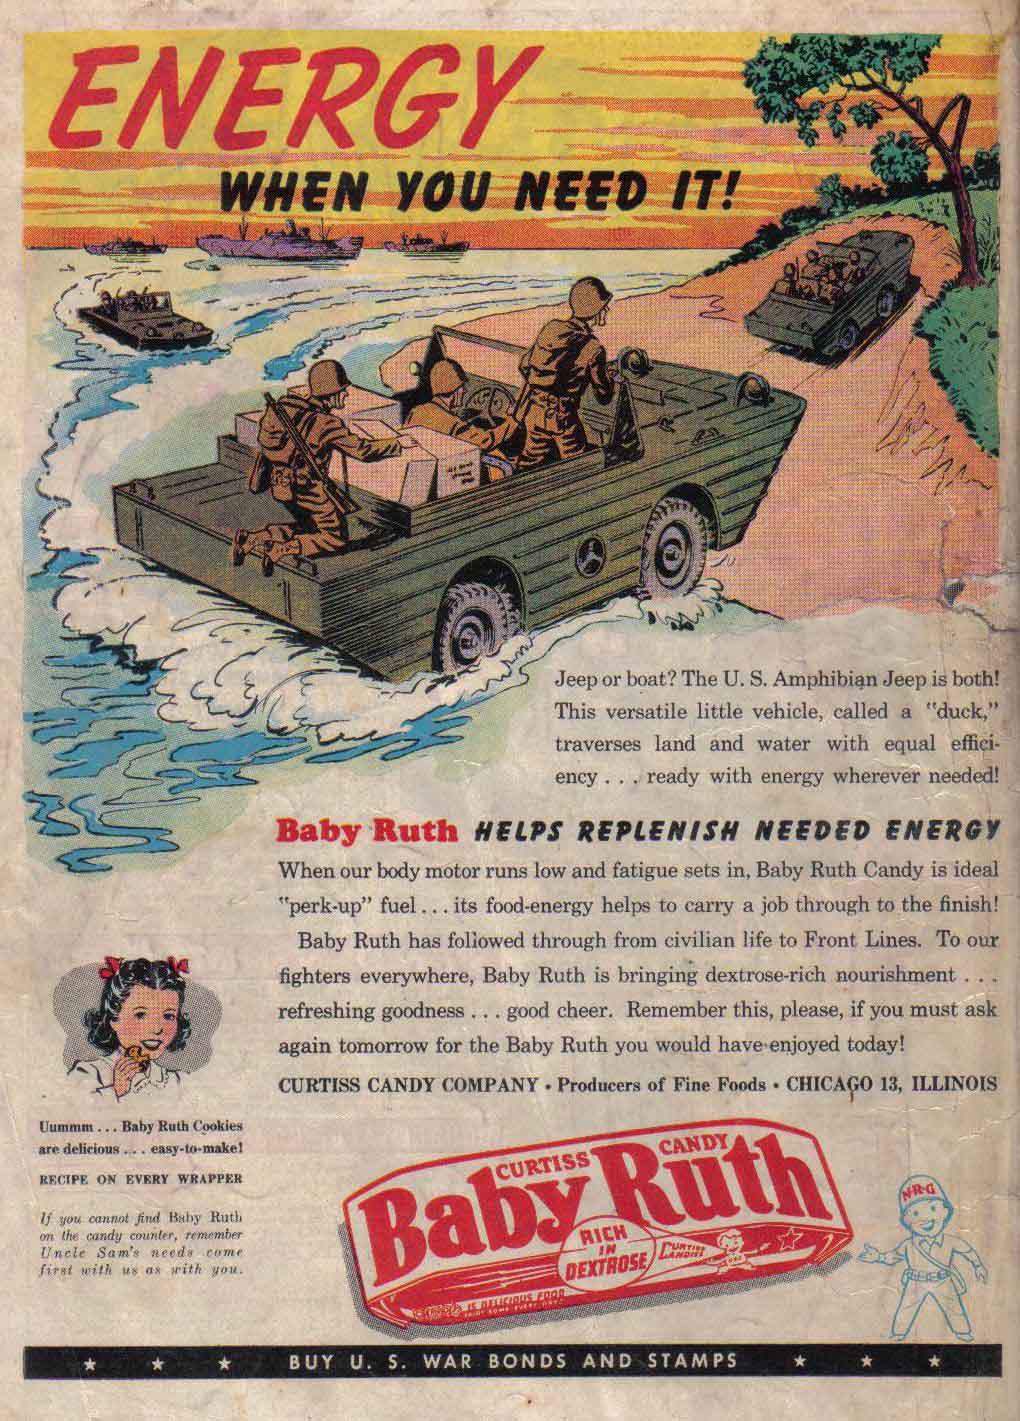 ENERGY
WHEN YOU NEED IT!
Jeep or boat? The U. S. Amphibian Jeep is both!
This versatile little vehicle, called a "duck,"
traverses land and water with equal effici-
ency . . . ready with energy wherever needed!
Baby Ruth HELPS REPLENISH NEEDED ENERGY
When our body motor runs low and fatigue sets in, Baby Ruth Candy is ideal
"perk-up" fuel . . . its food-energy helps to carry a job through to the finish!
Baby Ruth has followed through from civilian life to Front Lines. To our
fighters everywhere, Baby Ruth is bringing dextrose-rich nourishment . . .
refreshing goodness . . . good cheer. Remember this, please, if you must ask
again tomorrow for the Baby Ruth you would have enjoyed today!
CURTISS CANDY COMPANY • Producers of Fine Foods • CHICAGO 13, ILLINOIS
Uummm . . . Baby Ruth Cookies
are delicious . . . easy-to-make!
RECIPE ON EVERY WRAPPER
If you cannot find Baby Ruth
on the candy counter, remember
Uncle Sam's needs come
first with us as with you.
CURTISS CANDY
Baby Ruth
RICH
IN
DEXTROSE
CURTISS
CANDIES
IS DELICIOUS FOOD
N-R-G
BUY U. S. WAR BONDS AND STAMPS